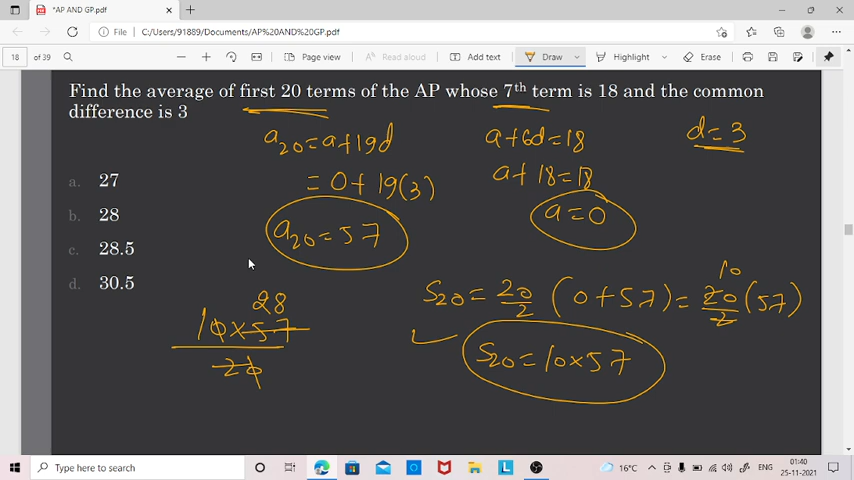 *AP AND GP.pdf
File C:/Users/91889/Documents/AP%20AND%20GP.pdf
18 of 39 Page view Read aloud Add text Draw Highlight Erase
Find the average of first 20 terms of the AP whose 7th term is 18 and the common
difference is 3
a20=a+19d a+6d=18 d=3
=0+19(3) a+18=18
a20=57 a=0
a. 27
b. 28
c. 28.5
d. 30.5
S20=20/2 (0+57)=20/2 (57)
10
S20=10×57
28
10×57
20
Type here to search
16°C ENG 01:40
25-11-2021